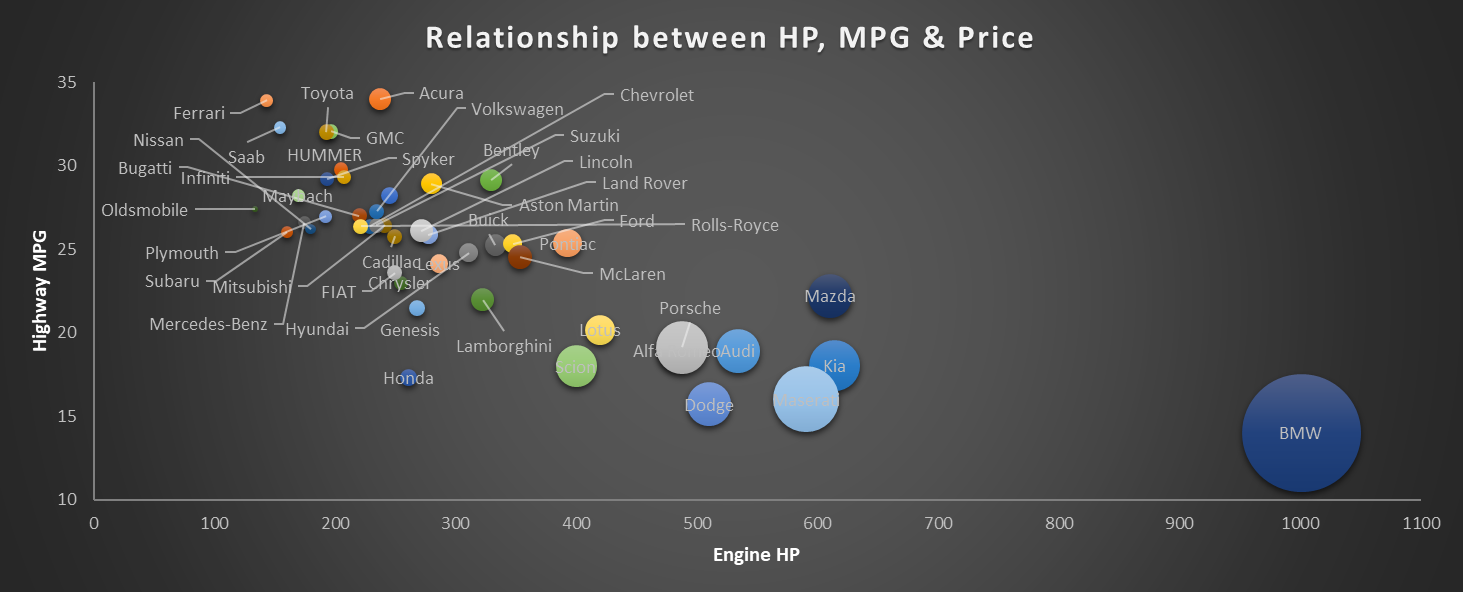 Relationship between HP, MPG & Price
Highway MPG
35
30
25
20
15
10
Ferrari
Toyota
Acura
Chevrolet
Volkswagen
Nissan
Saab
HUMMER
GMC
Suzuki
Bentley
Bugatti
Infiniti
Spyker
Lincoln
Maybach
Land Rover
Oldsmobile
Aston Martin
Buick
Ford
Rolls-Royce
Plymouth
Pontiac
Cadillac
Lexus
McLaren
Subaru
Mitsubishi
FIAT
Chrysler
Mazda
Porsche
Mercedes-Benz
Hyundai
Genesis
Lotus
Lamborghini
Alfa Romeo
Audi
Scion
Kia
Honda
Dodge
Maserati
BMW
0
100
200
300
400
500
600
700
800
900
1000
1100
Engine HP